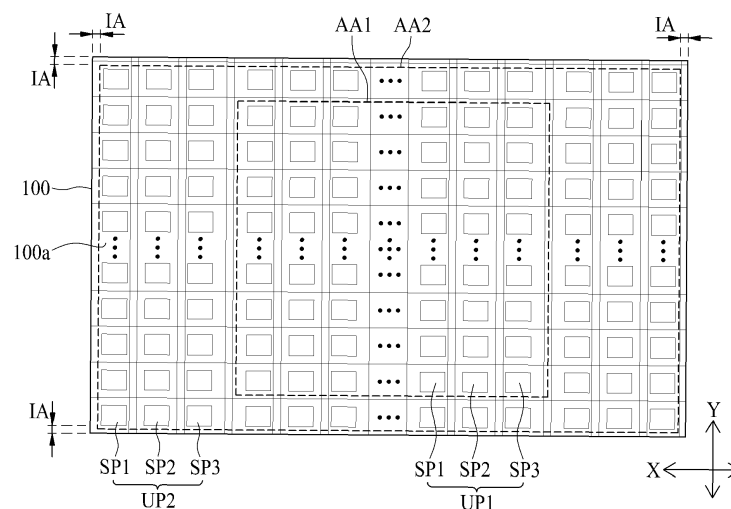 IA AA1 AA2 IA
IA
100
100a
IA
SP1 SP2 SP3 SP1 SP2 SP3
UP2 UP1
Y
X